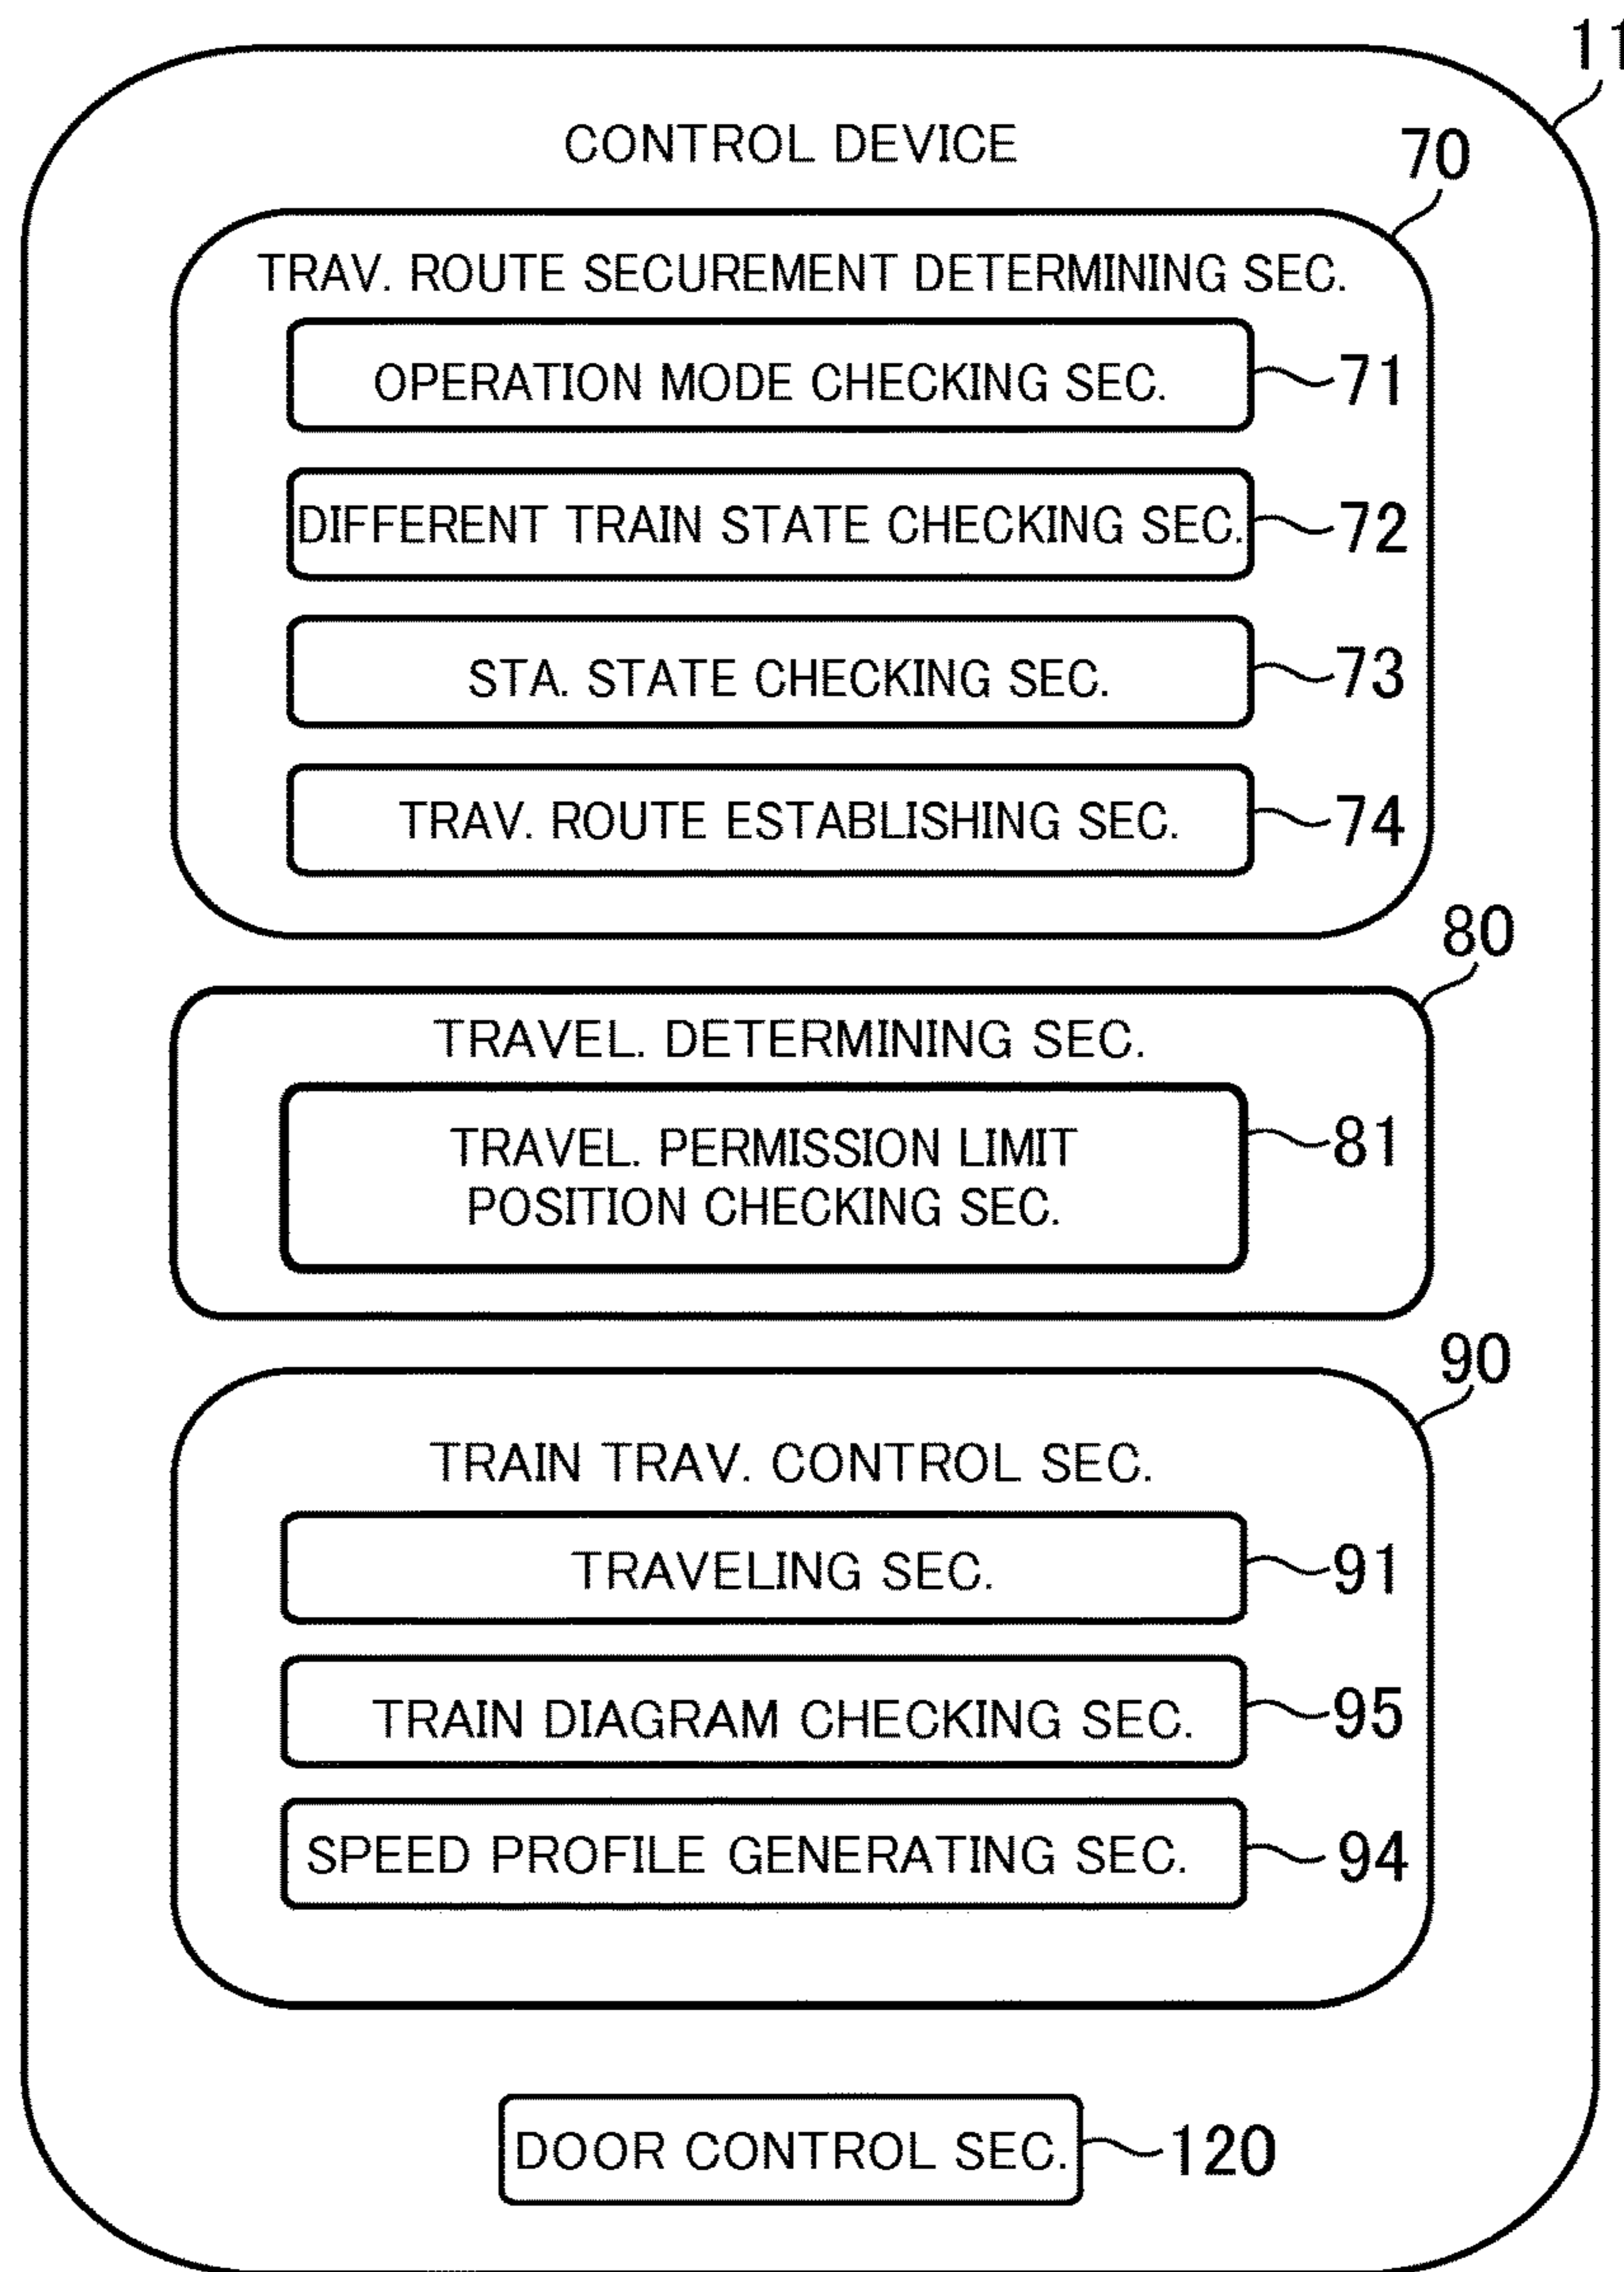 11
CONTROL DEVICE
70
TRAV. ROUTE SECUREMENT DETERMINING SEC.
OPERATION MODE CHECKING SEC.
71
DIFFERENT TRAIN STATE CHECKING SEC.
72
STA. STATE CHECKING SEC.
73
TRAV. ROUTE ESTABLISHING SEC.
74
80
TRAVEL. DETERMINING SEC.
TRAVEL. PERMISSION LIMIT
POSITION CHECKING SEC.
81
90
TRAIN TRAV. CONTROL SEC.
TRAVELING SEC.
91
TRAIN DIAGRAM CHECKING SEC.
95
SPEED PROFILE GENERATING SEC.
94
DOOR CONTROL SEC.
120